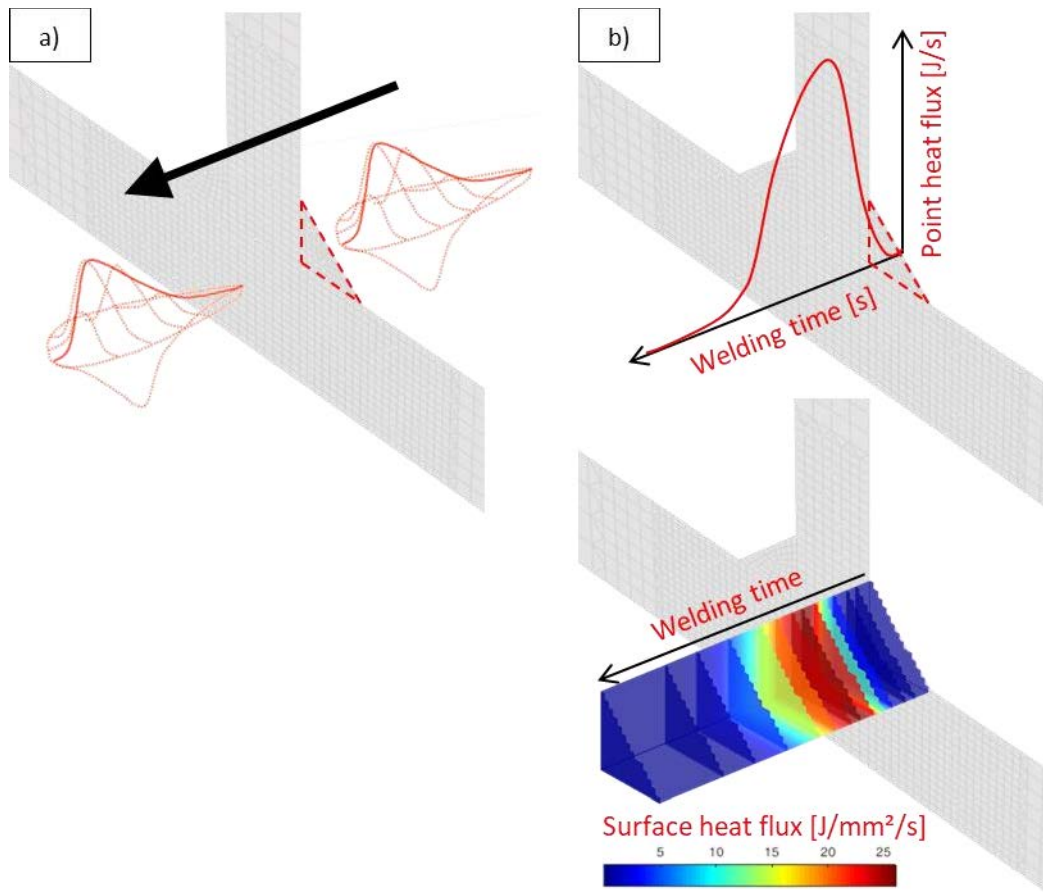 a)
b)
Point heat flux [J/s]
Welding time [s]
Welding time
Surface heat flux [J/mm²/s]
5 10 15 20 25